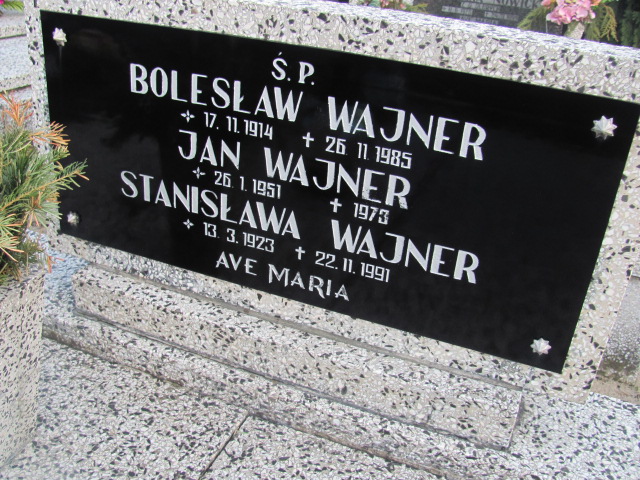 Ś.P.
BOLESŁAW WAJNER
✢ 17.11.1914 ✝ 26.11.1985
JAN WAJNER
✢ 26.1.1951 ✝ 1973
STANISŁAWA WAJNER
✢ 13.3.1923 ✝ 22.11.1991
AVE MARIA